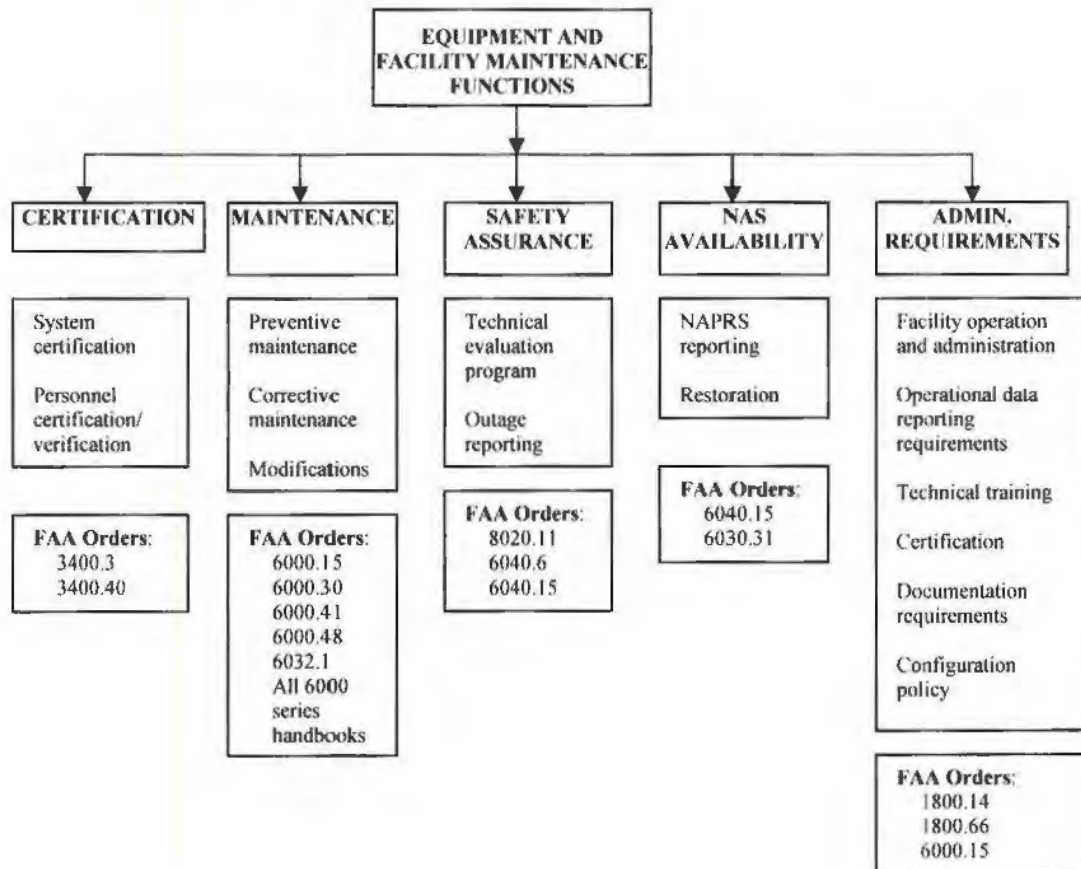 EQUIPMENT AND
FACILITY MAINTENANCE
FUNCTIONS
CERTIFICATION
MAINTENANCE
SAFETY
ASSURANCE
NAS
AVAILABILITY
ADMIN.
REQUIREMENTS
System
certification
Personnel
certification/
verification
Preventive
maintenance
Corrective
maintenance
Modifications
Technical
evaluation
program
Outage
reporting
NAPRS
reporting
Restoration
Facility operation
and administration
Operational data
reporting
requirements
Technical training
Certification
Documentation
requirements
Configuration
policy
FAA Orders:
3400.3
3400.40
FAA Orders:
6000.15
6000.30
6000.41
6000.48
6032.1
All 6000
series
handbooks
FAA Orders:
8020.11
6040.6
6040.15
FAA Orders:
6040.15
6030.31
FAA Orders:
1800.14
1800.66
6000.15